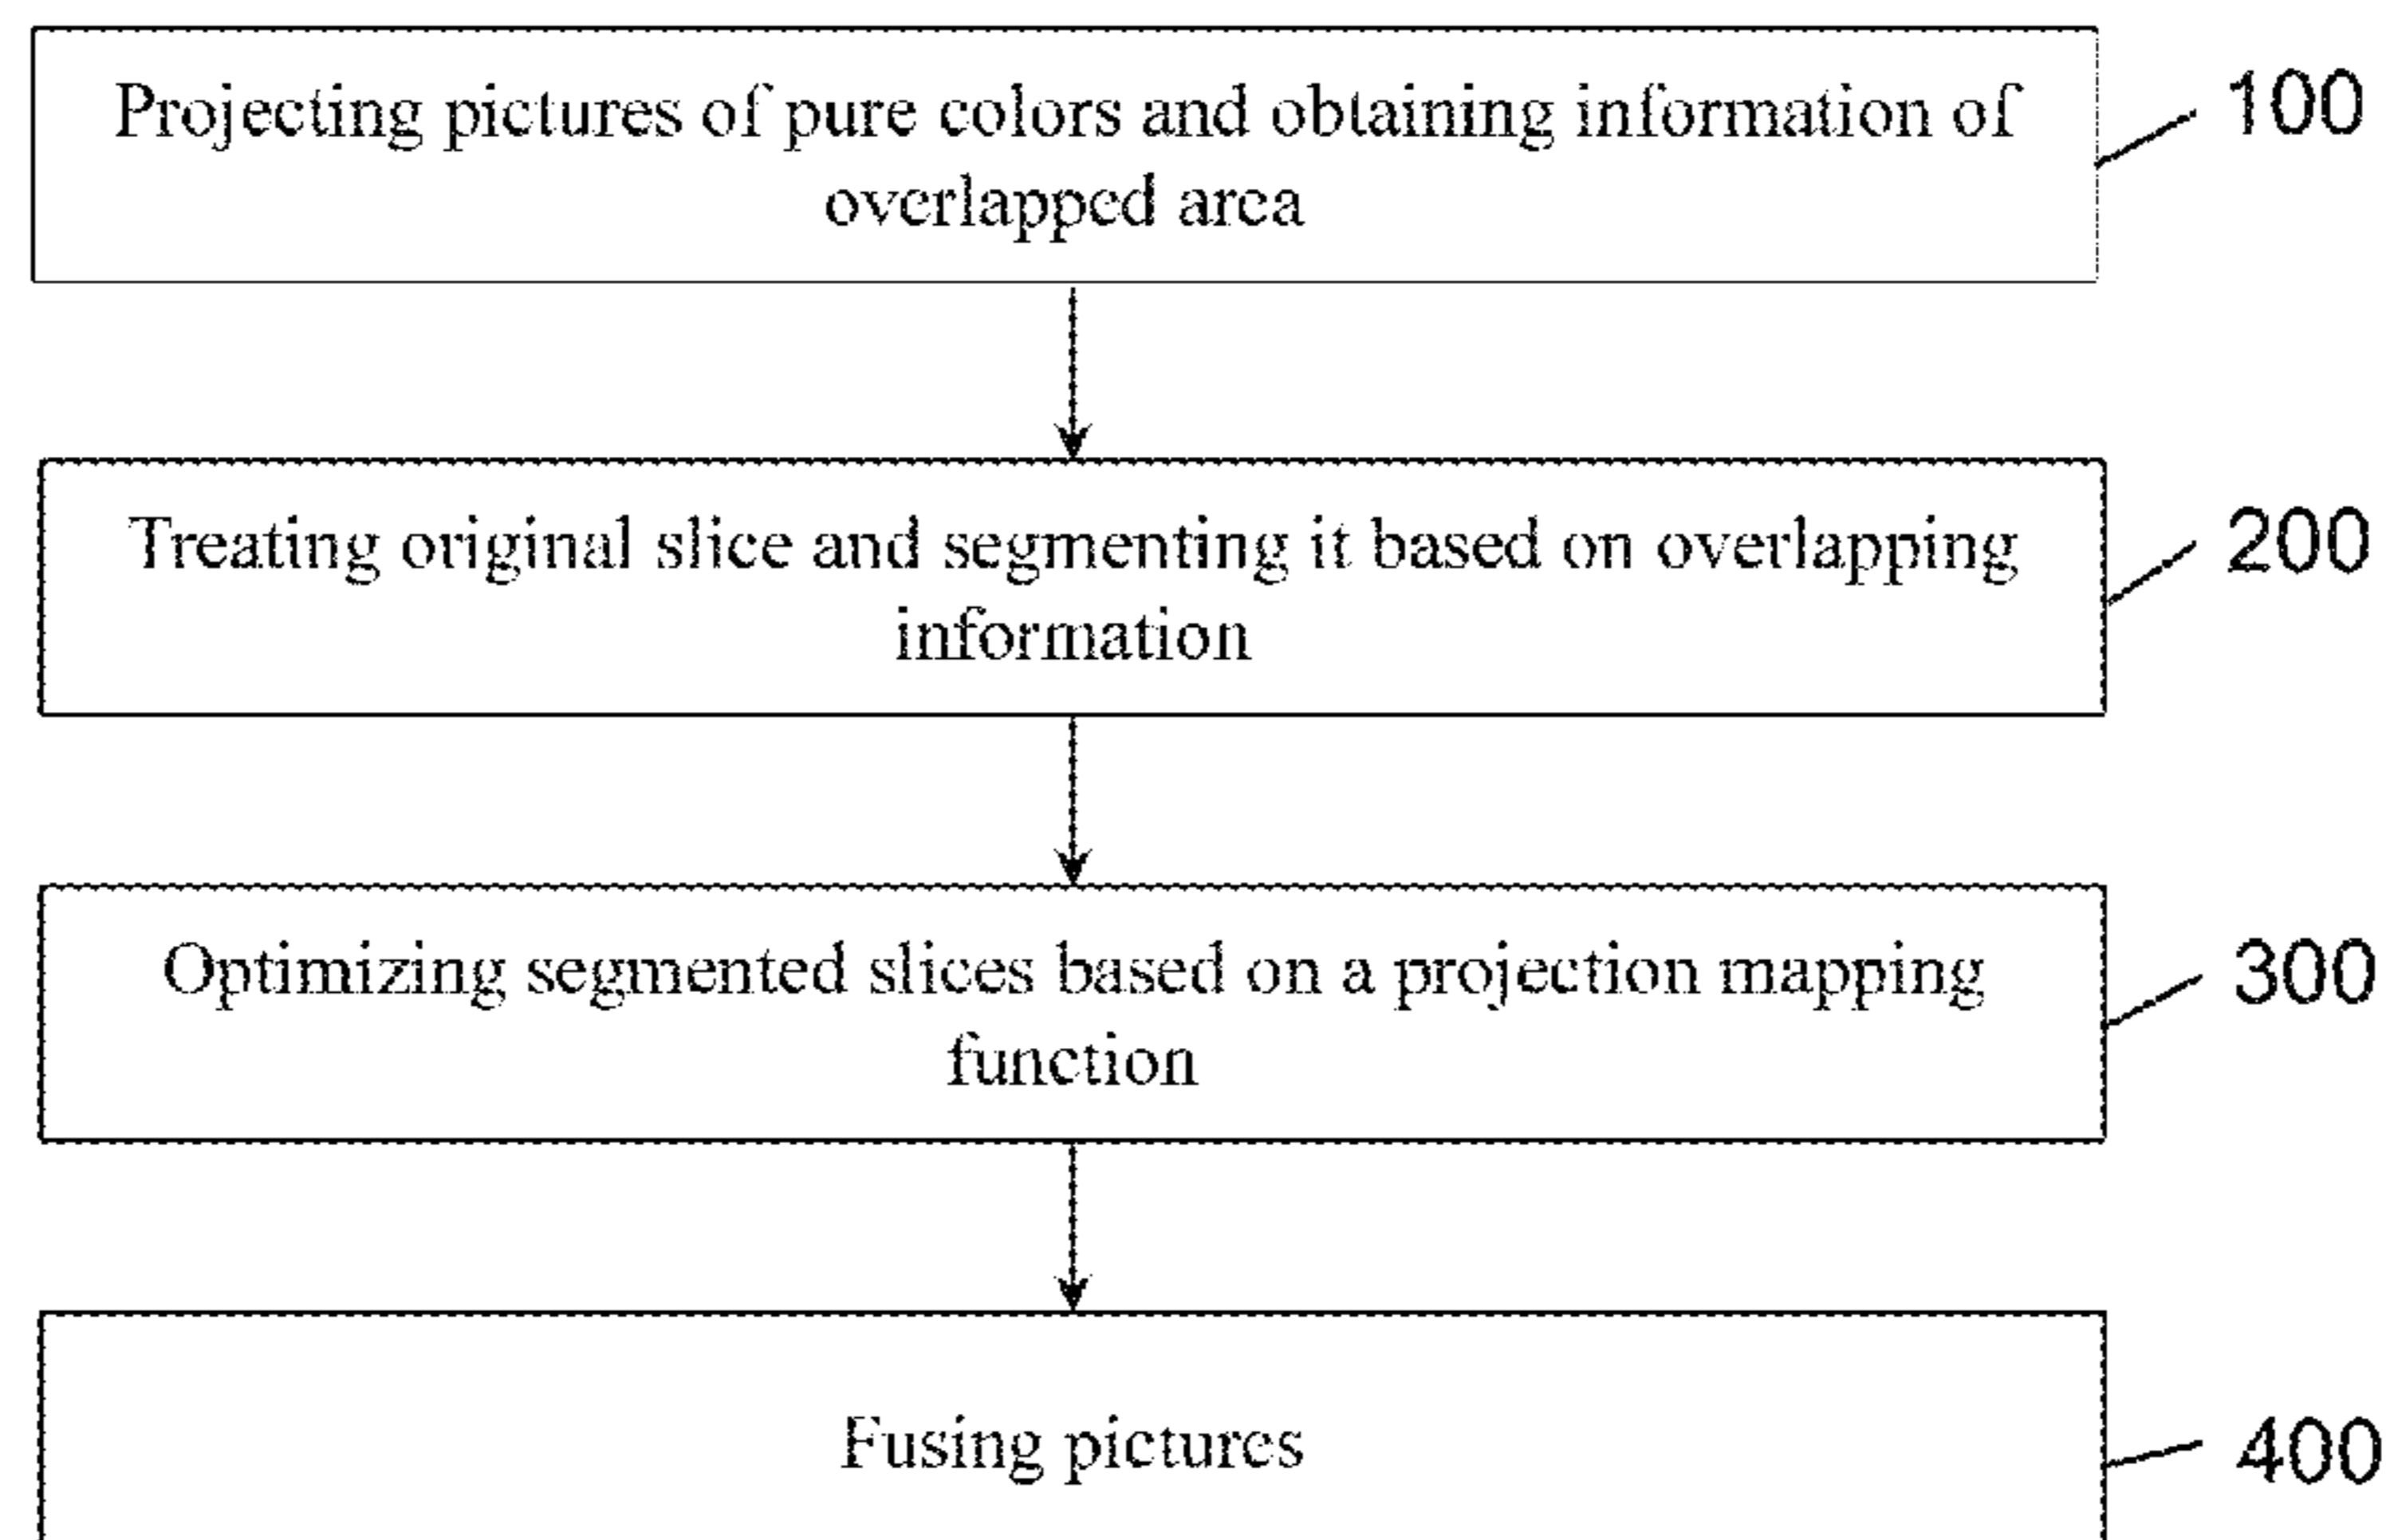 Projecting pictures of pure colors and obtaining information of
overlapped area
100
Treating original slice and segmenting it based on overlapping
information
200
Optimizing segmented slices based on a projection mapping
function
300
Fusing pictures
400